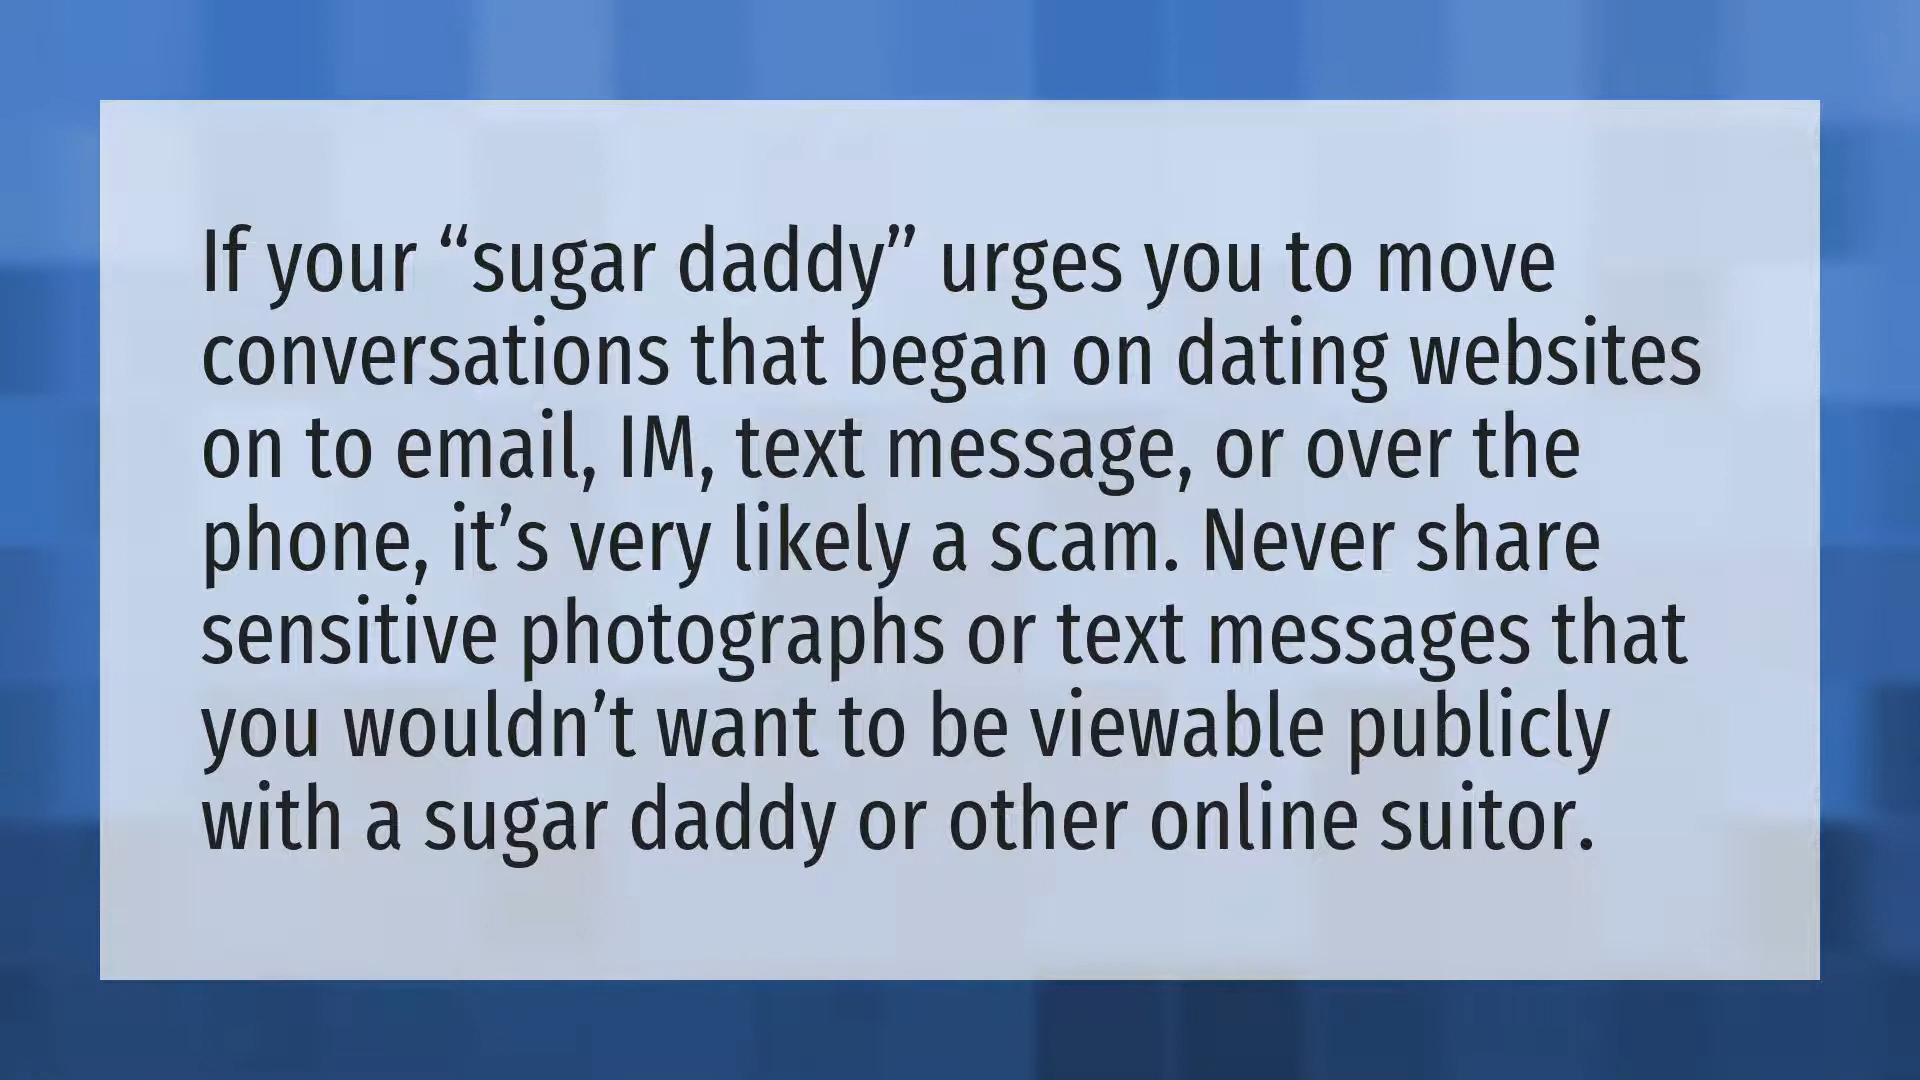 If your “sugar daddy” urges you to move
conversations that began on dating websites
on to email, IM, text message, or over the
phone, it’s very likely a scam. Never share
sensitive photographs or text messages that
you wouldn’t want to be viewable publicly
with a sugar daddy or other online suitor.